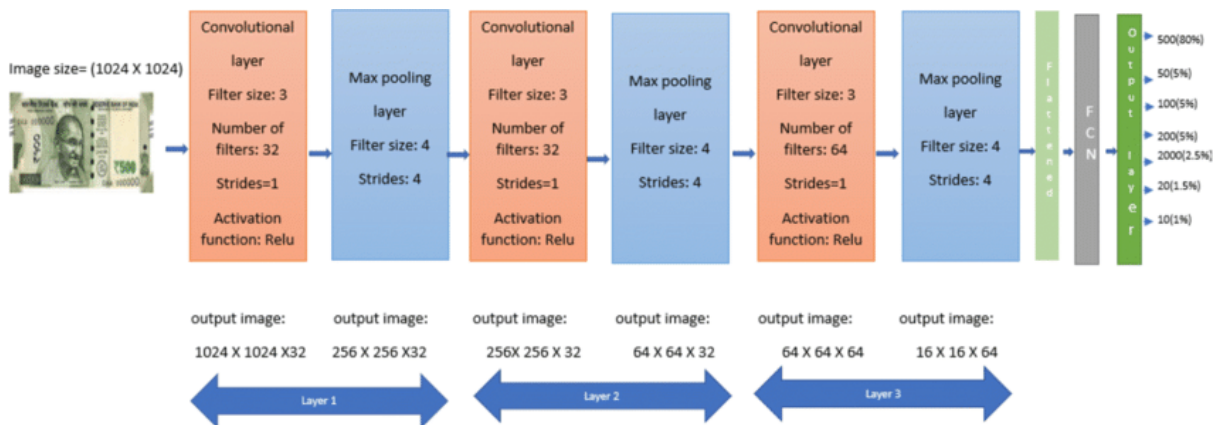 Image size= (1024 X 1024)
₹500
Convolutional
layer
Filter size: 3
Number of
filters: 32
Strides=1
Activation
function: Relu
Max pooling
layer
Filter size: 4
Strides: 4
Convolutional
layer
Filter size: 3
Number of
filters: 32
Strides=1
Activation
function: Relu
Max pooling
layer
Filter size: 4
Strides: 4
Convolutional
layer
Filter size: 3
Number of
filters: 64
Strides=1
Activation
function: Relu
Max pooling
layer
Filter size: 4
Strides: 4
Flattened
FCN
Output layer
500(80%)
50(5%)
100(5%)
200(5%)
2000(2.5%)
20(1.5%)
10(1%)
output image:
1024 X 1024 X32
output image:
256 X 256 X32
output image:
256X 256 X 32
output image:
64 X 64 X 32
output image:
64 X 64 X 64
output image:
16 X 16 X 64
Layer 1
Layer 2
Layer 3